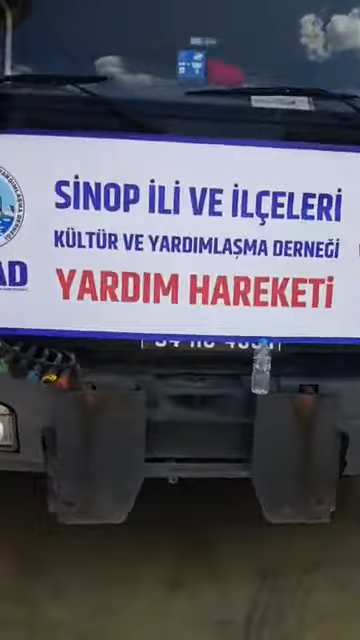 SİNOP İLİ VE İLÇELERİ
KÜLTÜR VE YARDIMLAŞMA DERNEĞİ
AD
YARDIM HAREKETİ